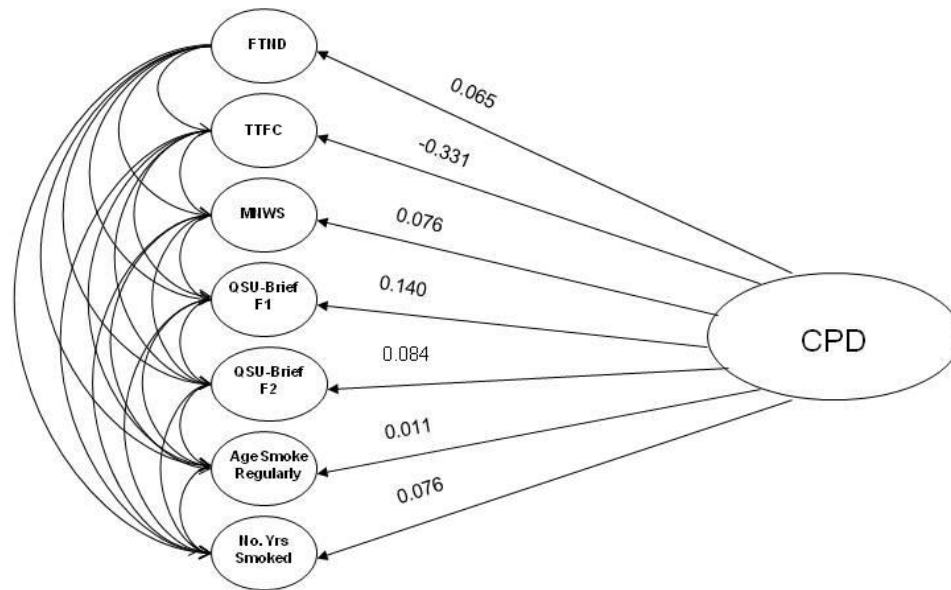 FTND
0.065
TTFC
-0.331
MNWS
0.076
QSU-Brief
F1
0.140
CPD
QSU-Brief
F2
0.084
Age Smoke
Regularly
0.011
No. Yrs
Smoked
0.076